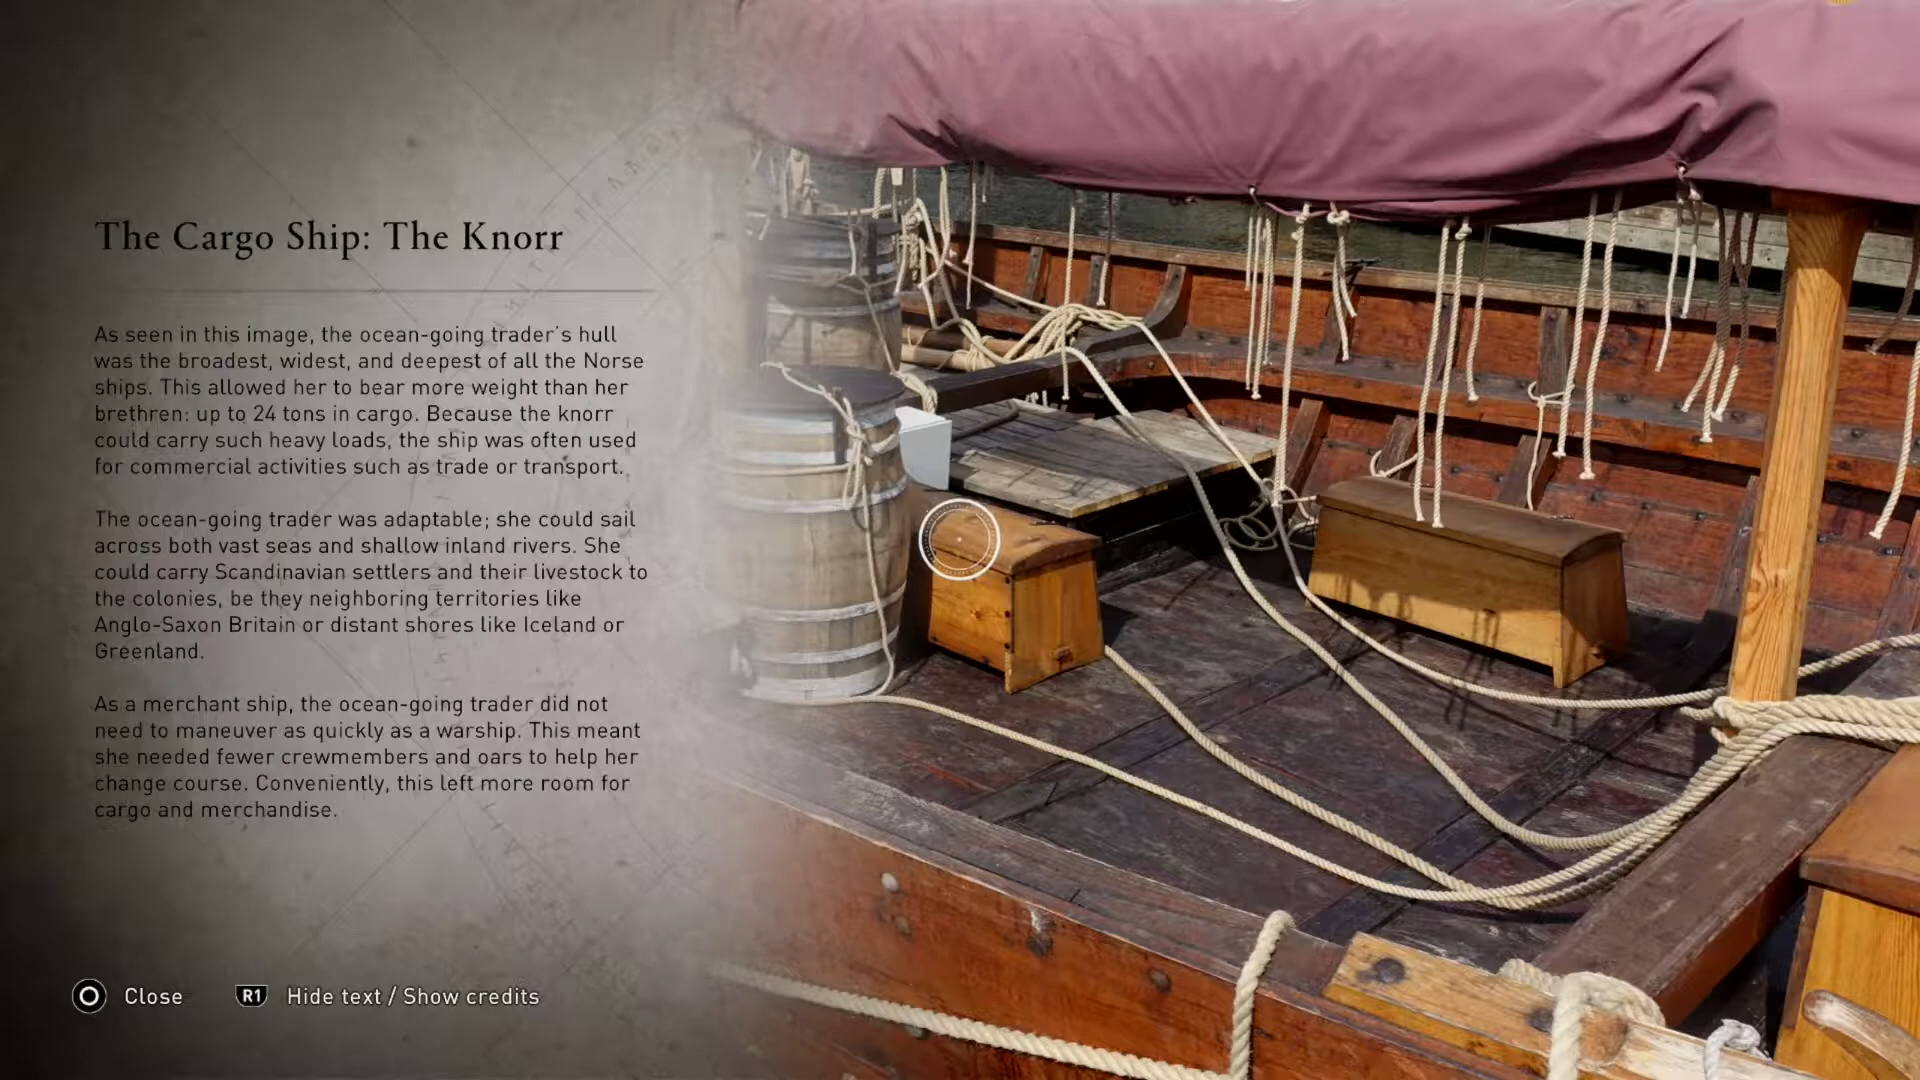 The Cargo Ship: The Knorr
As seen in this image, the ocean-going trader's hull
was the broadest, widest, and deepest of all the Norse
ships. This allowed her to bear more weight than her
brethren: up to 24 tons in cargo. Because the knorr
could carry such heavy loads, the ship was often used
for commercial activities such as trade or transport.
The ocean-going trader was adaptable; she could sail
across both vast seas and shallow inland rivers. She
could carry Scandinavian settlers and their livestock to
the colonies, be they neighboring territories like
Anglo-Saxon Britain or distant shores like Iceland or
Greenland.
As a merchant ship, the ocean-going trader did not
need to maneuver as quickly as a warship. This meant
she needed fewer crewmembers and oars to help her
change course. Conveniently, this left more room for
cargo and merchandise.
Close R1 Hide text / Show credits